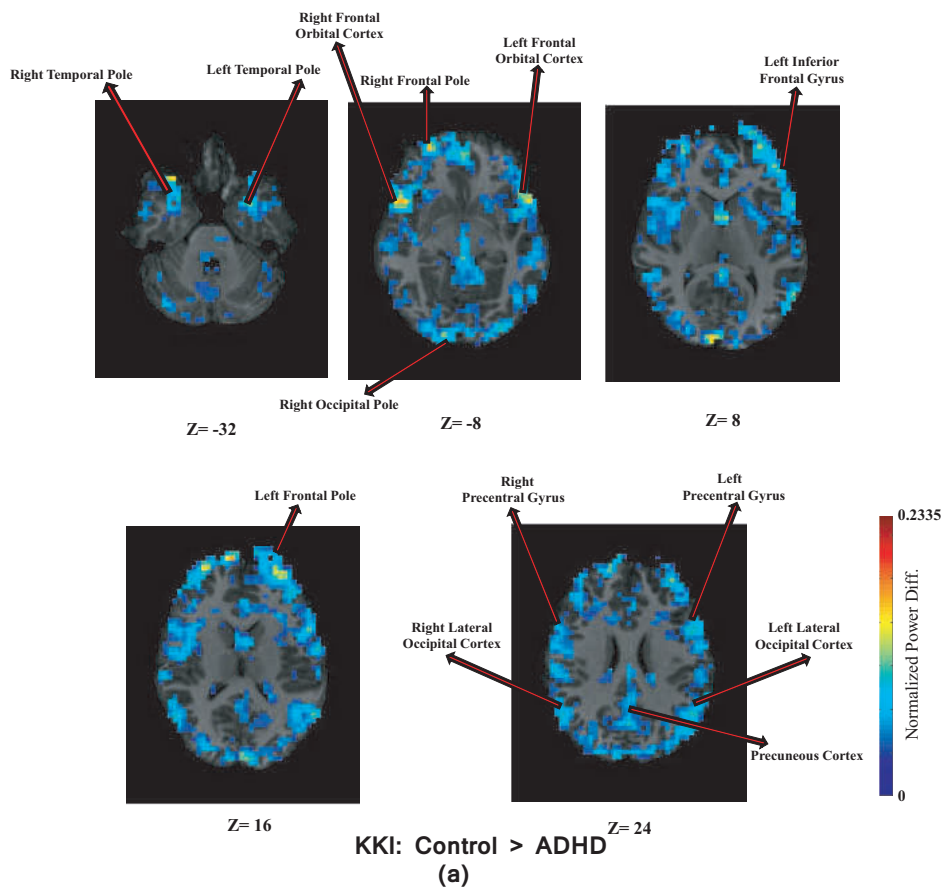 Right Frontal
Orbital Cortex
Left Frontal
Orbital Cortex
Right Temporal Pole
Left Temporal Pole
Right Frontal Pole
Left Inferior
Frontal Gyrus
Right Occipital Pole
Z= -32
Z= -8
Z= 8
Left Frontal Pole
Right
Precentral Gyrus
Left
Precentral Gyrus
Right Lateral
Occipital Cortex
Left Lateral
Occipital Cortex
Precuneous Cortex
0.2335
Normalized Power Diff.
0
Z= 16
Z= 24
KKI: Control > ADHD
(a)